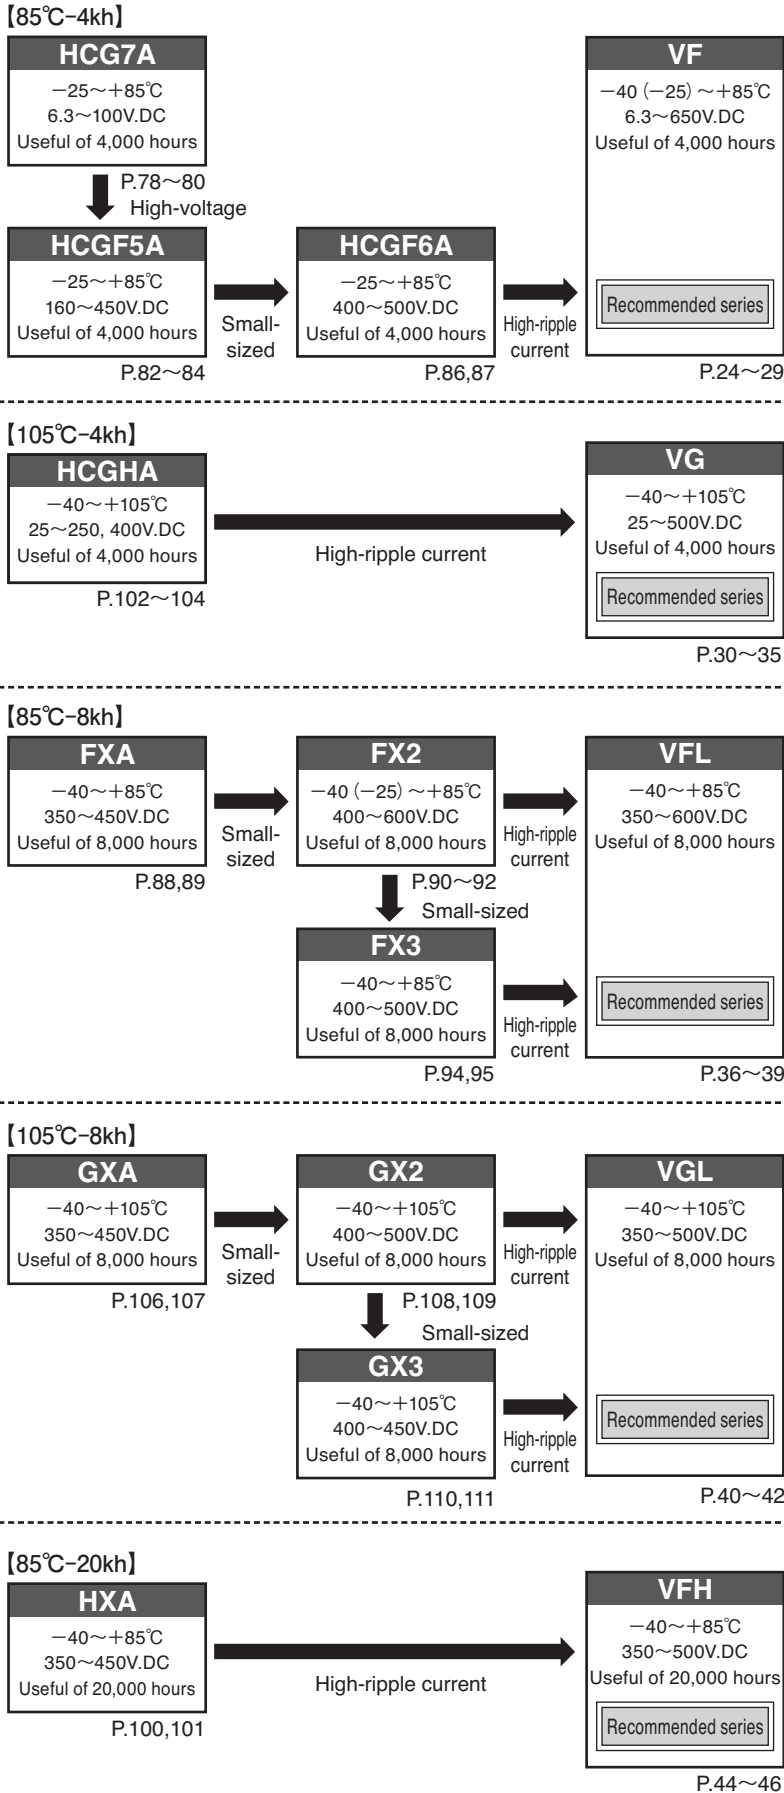 【85℃-4kh】
HCG7A
－25～＋85℃
6.3～100V.DC
Useful of 4,000 hours
P.78～80
High-voltage
HCGF5A
－25～＋85℃
160～450V.DC
Useful of 4,000 hours
P.82～84
Small-
sized
HCGF6A
－25～＋85℃
400～500V.DC
Useful of 4,000 hours
P.86,87
High-ripple
current
VF
－40（－25）～＋85℃
6.3～650V.DC
Useful of 4,000 hours
Recommended series
P.24～29
【105℃-4kh】
HCGHA
－40～＋105℃
25～250, 400V.DC
Useful of 4,000 hours
P.102～104
High-ripple current
VG
－40～＋105℃
25～500V.DC
Useful of 4,000 hours
Recommended series
P.30～35
【85℃-8kh】
FXA
－40～＋85℃
350～450V.DC
Useful of 8,000 hours
P.88,89
Small-
sized
FX2
－40（－25）～＋85℃
400～600V.DC
Useful of 8,000 hours
P.90～92
Small-sized
High-ripple
current
FX3
－40～＋85℃
400～500V.DC
Useful of 8,000 hours
P.94,95
High-ripple
current
VFL
－40～＋85℃
350～600V.DC
Useful of 8,000 hours
Recommended series
P.36～39
【105℃-8kh】
GXA
－40～＋105℃
350～450V.DC
Useful of 8,000 hours
P.106,107
Small-
sized
GX2
－40～＋105℃
400～500V.DC
Useful of 8,000 hours
P.108,109
Small-sized
High-ripple
current
GX3
－40～＋105℃
400～450V.DC
Useful of 8,000 hours
P.110,111
High-ripple
current
VGL
－40～＋105℃
350～500V.DC
Useful of 8,000 hours
Recommended series
P.40～42
【85℃-20kh】
HXA
－40～＋85℃
350～450V.DC
Useful of 20,000 hours
P.100,101
High-ripple current
VFH
－40～＋85℃
350～500V.DC
Useful of 20,000 hours
Recommended series
P.44～46